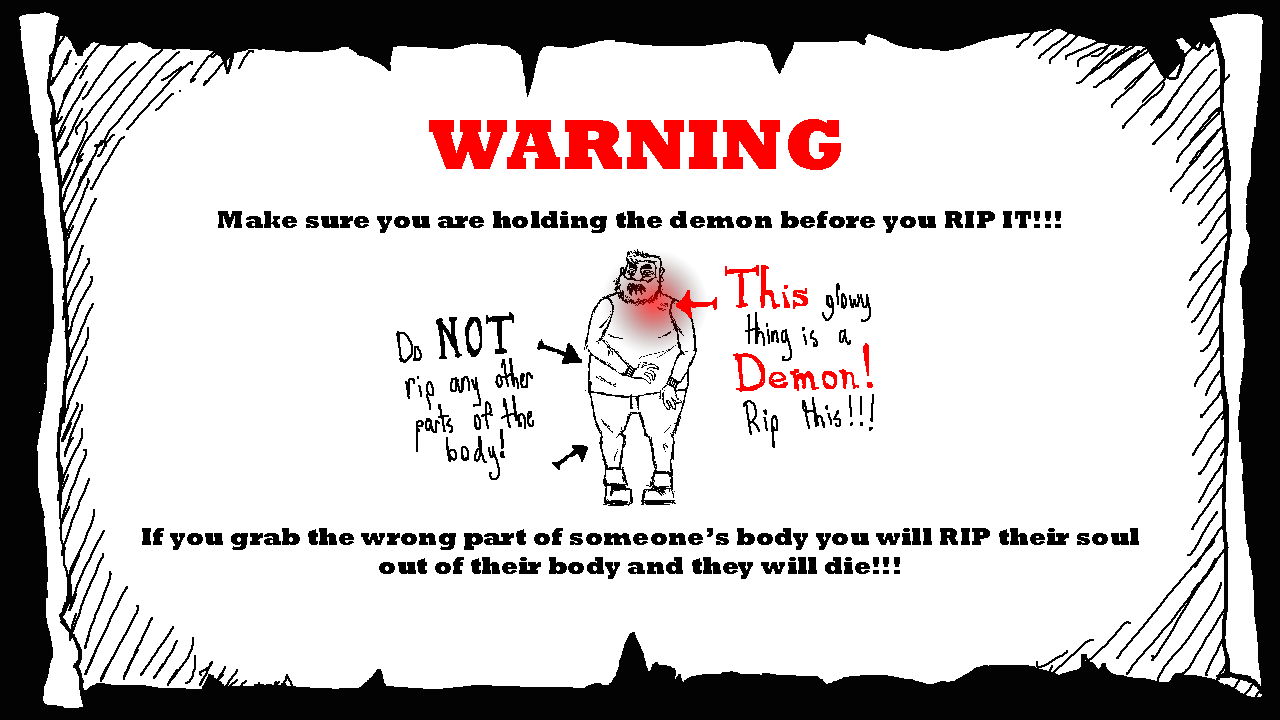 WARNING
Make sure you are holding the demon before you RIP IT!!!
Do NOT
rip any other
parts of the
body!
This glowy
thing is a
Demon!
Rip this!!!
If you grab the wrong part of someone's body you will RIP their soul
out of their body and they will die!!!